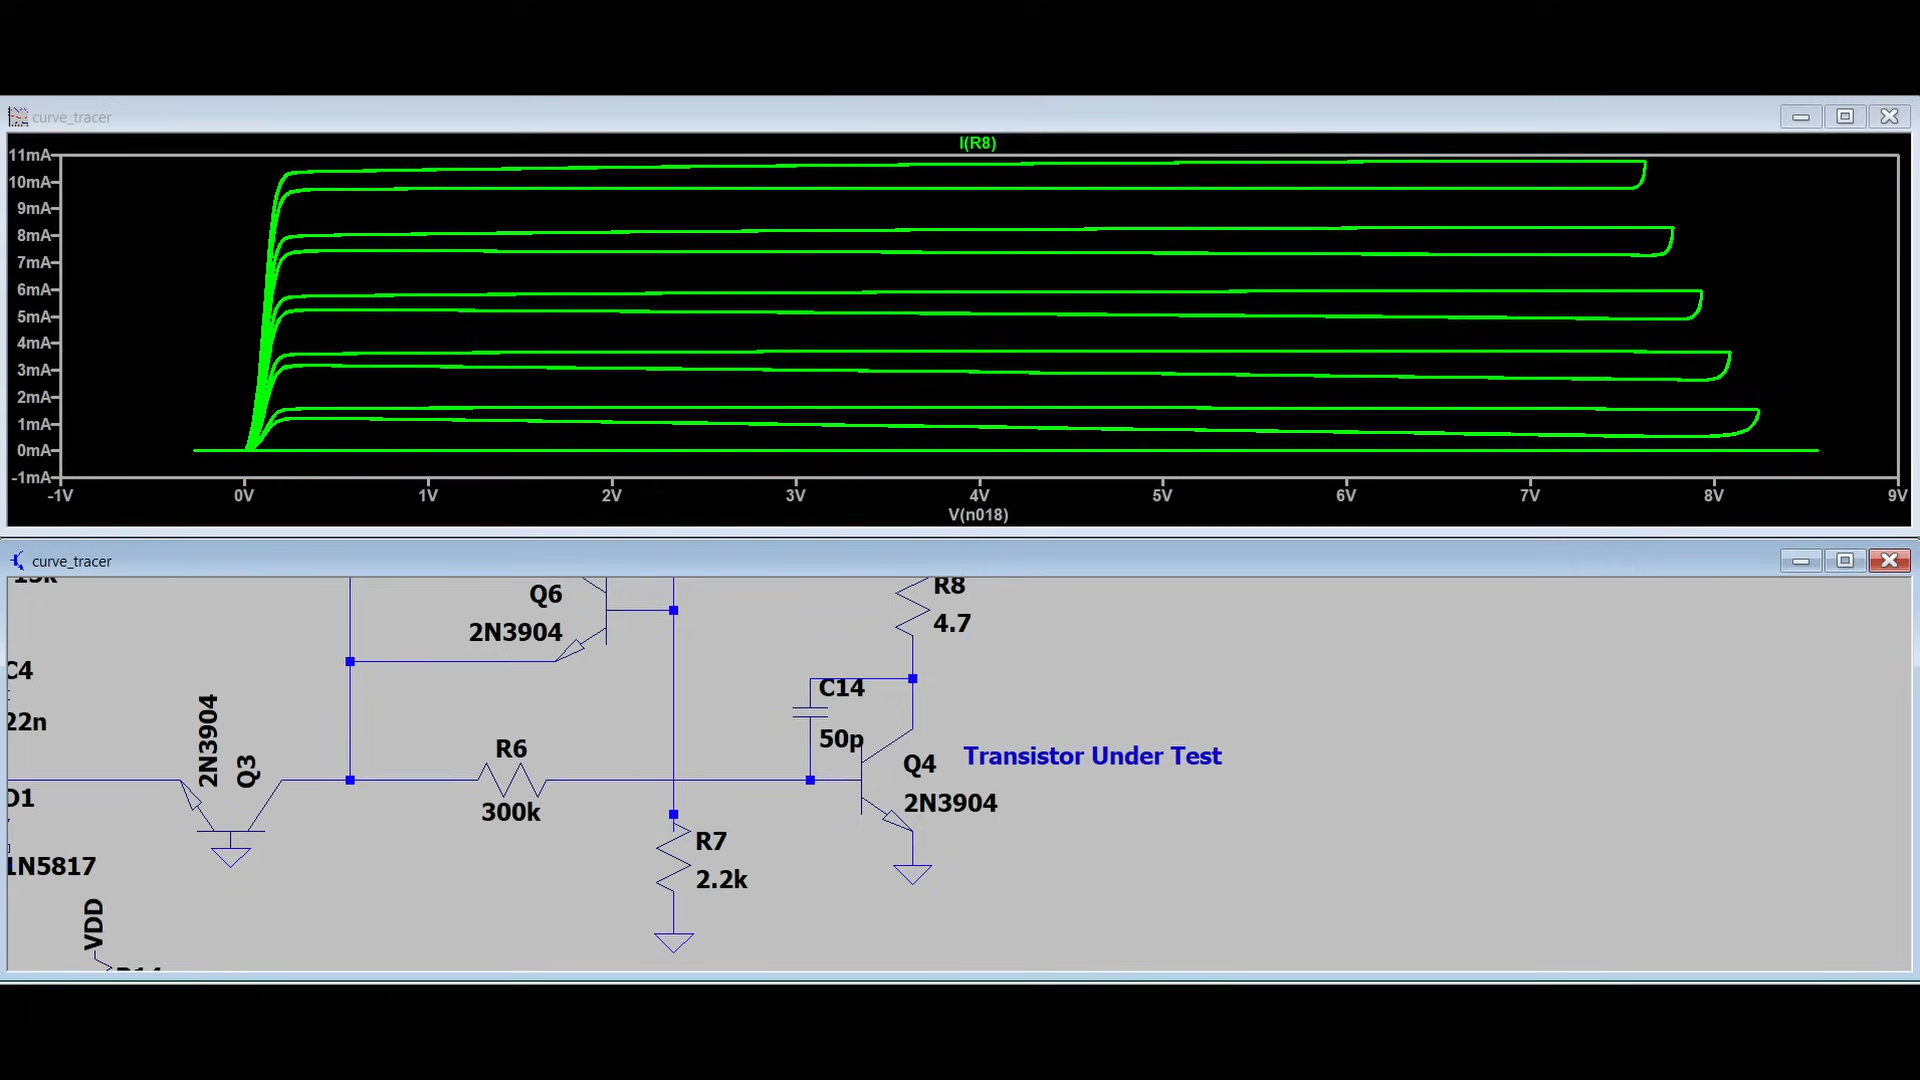 curve_tracer
I(R8)
11mA
10mA
9mA
8mA
7mA
6mA
5mA
4mA
3mA
2mA
1mA
0mA
-1mA
-1V 0V 1V 2V 3V 4V 5V 6V 7V 8V 9V
V(n018)
curve_tracer
Q6
2N3904
R8
4.7
C4
22n
2N3904
Q3
R6
300k
C14
50p
Q4
2N3904
Transistor Under Test
D1
1N5817
R7
2.2k
VDD